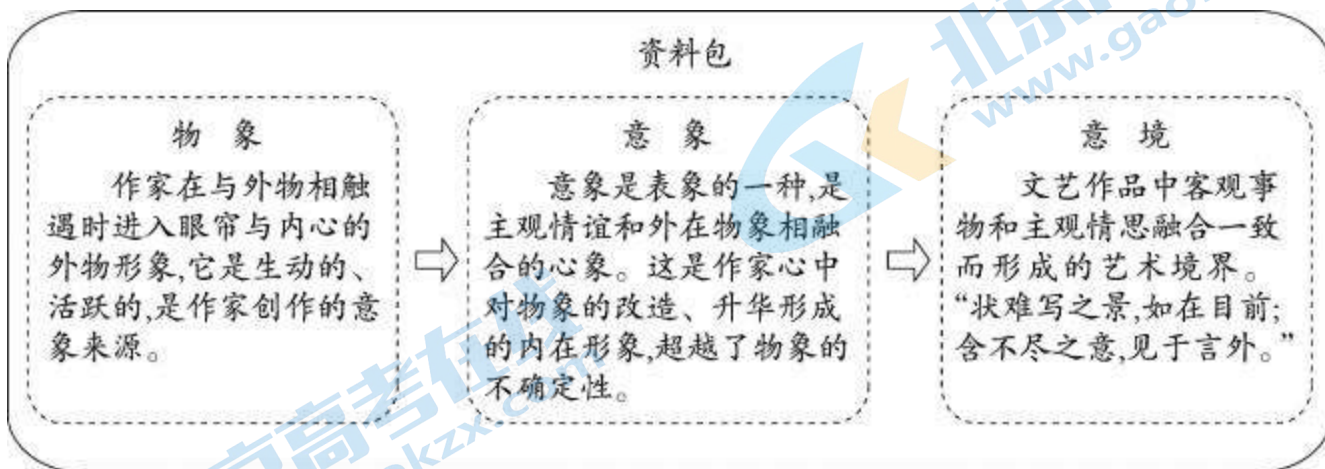 资料包
物 象
作家在与外物相触
遇时进入眼帘与内心的
外物形象,它是生动的、
活跃的,是作家创作的意
象来源。
意 象
意象是表象的一种,是
主观情谊和外在物象相融
合的心象。这是作家心中
对物象的改造、升华形成
的内在形象,超越了物象的
不确定性。
意 境
文艺作品中客观事
物和主观情思融合一致
而形成的艺术境界。
“状难写之景,如在目前;
含不尽之意,见于言外。”